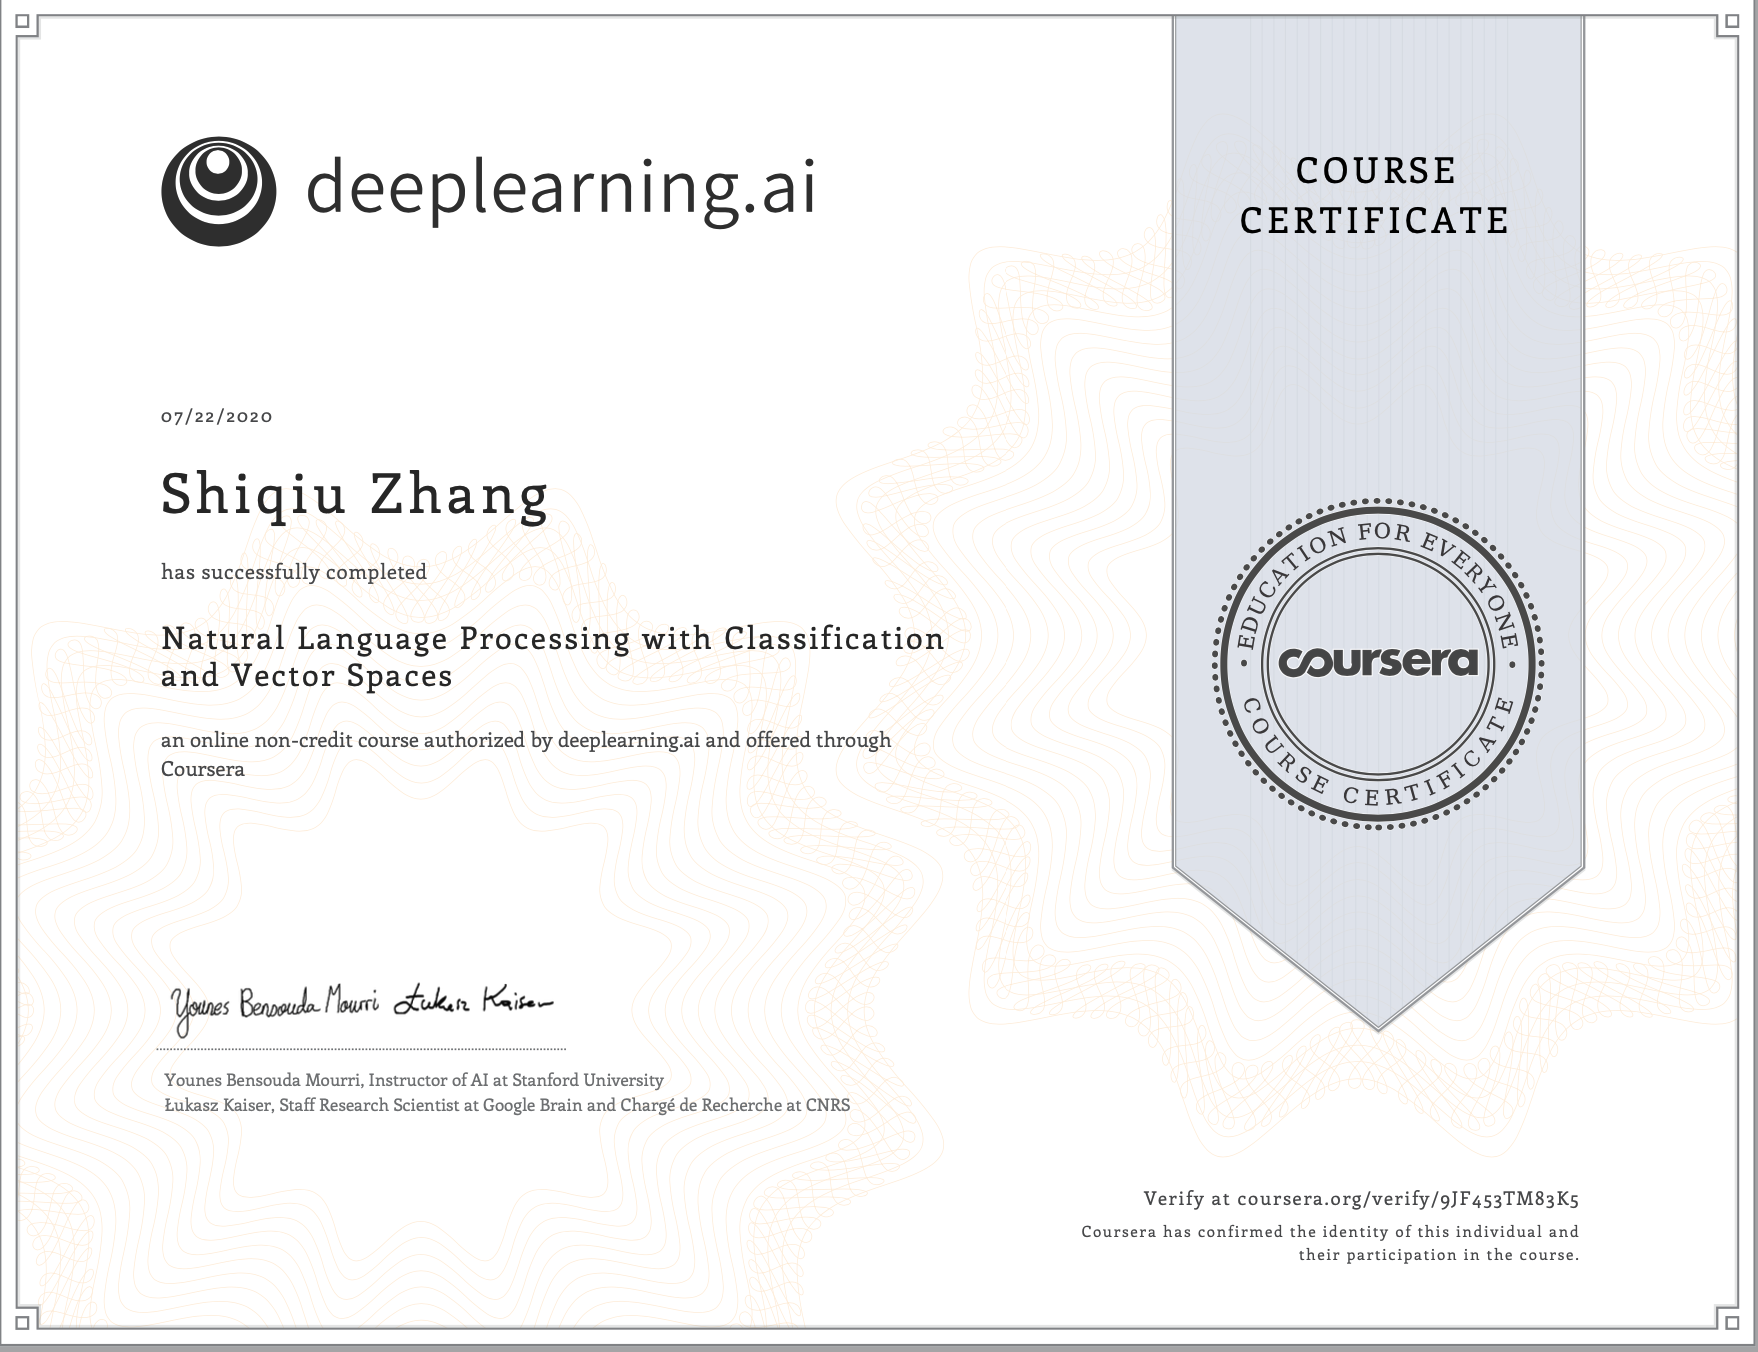 deeplearning.ai
COURSE
CERTIFICATE
07/22/2020
Shiqiu Zhang
has successfully completed
Natural Language Processing with Classification
and Vector Spaces
an online non-credit course authorized by deeplearning.ai and offered through
Coursera
EDUCATION FOR EVERYONE
coursera
COURSE CERTIFICATE
Younes Bensouda Mourri Łukasz Kaiser
Younes Bensouda Mourri, Instructor of AI at Stanford University
Łukasz Kaiser, Staff Research Scientist at Google Brain and Chargé de Recherche at CNRS
Verify at coursera.org/verify/9JF453TM83K5
Coursera has confirmed the identity of this individual and
their participation in the course.